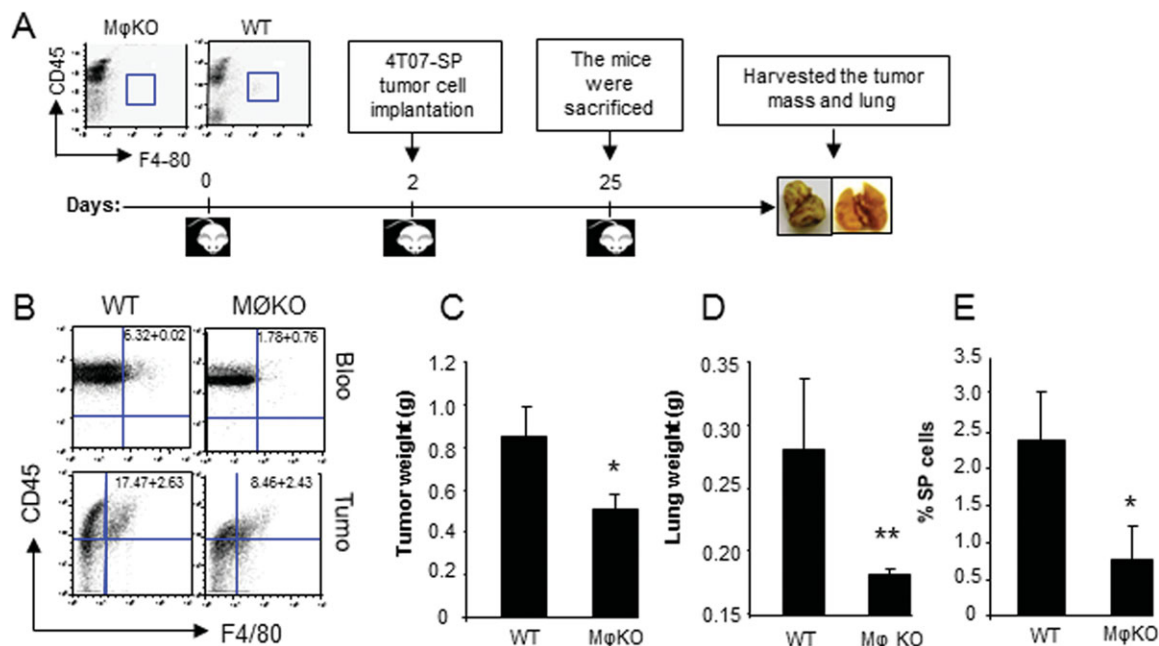 A
MφKO
WT
CD45
F4-80
4T07-SP
tumor cell
implantation
The mice
were
sacrificed
Harvested the tumor
mass and lung
0
2
25
Days:
B
WT
MØKO
6.32+0.02
1.78+0.76
Bloo
17.47+2.63
8.46+2.43
Tumo
CD45
F4/80
C
Tumor weight (g)
1.2
1.0
0.8
0.6
0.4
0.2
0
*
WT
MφKO
D
Lung weight (g)
0.35
0.30
0.25
0.20
0.15
**
WT
Mφ KO
E
% SP cells
3.5
3.0
2.5
2.0
1.5
1.0
0.5
0
*
WT
MφKO